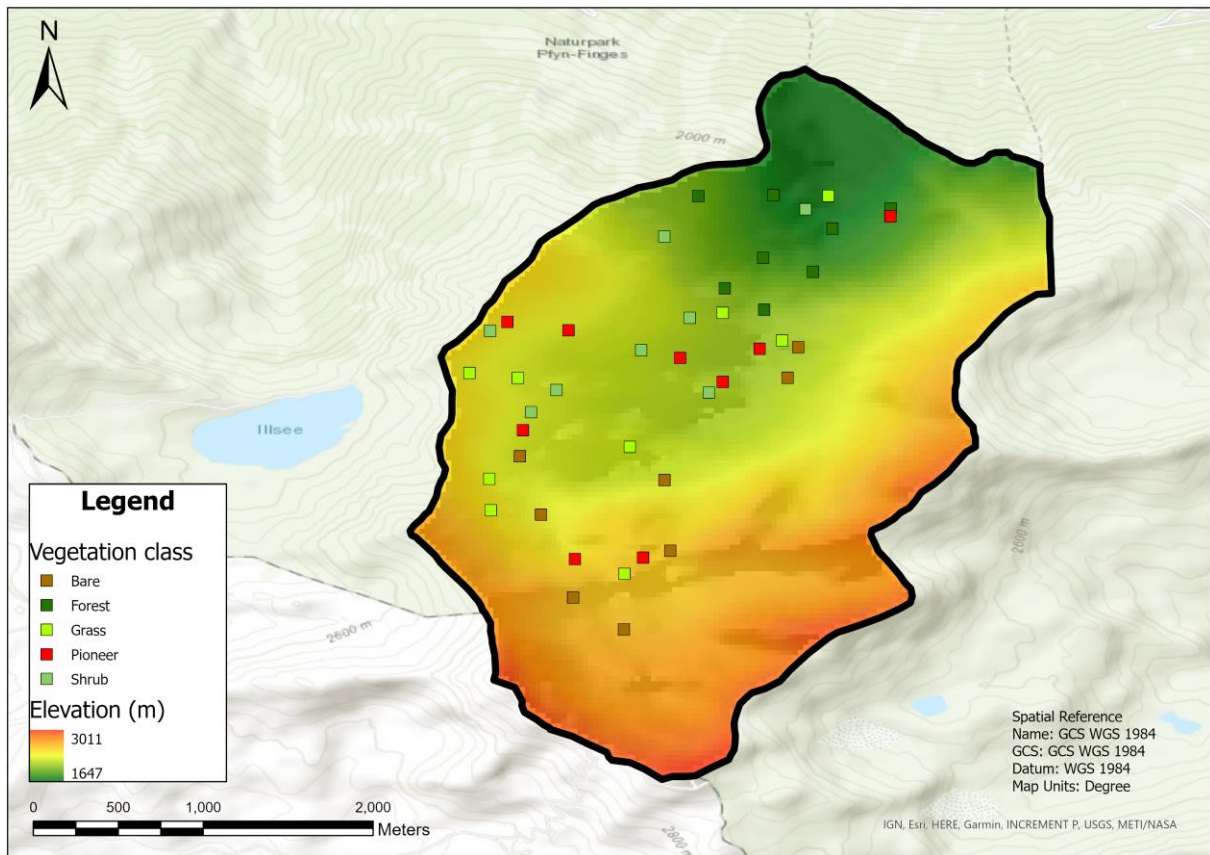 N
Naturpark
Pfyn-Finges
2000 m
Illsee
Legend
Vegetation class
Bare
Forest
Grass
Pioneer
Shrub
Elevation (m)
3011
1647
2600 m
2600 m
2800 m
Spatial Reference
Name: GCS WGS 1984
GCS: GCS WGS 1984
Datum: WGS 1984
Map Units: Degree
0 500 1,000 2,000
Meters
IGN, Esri, HERE, Garmin, INCREMENT P, USGS, METI/NASA